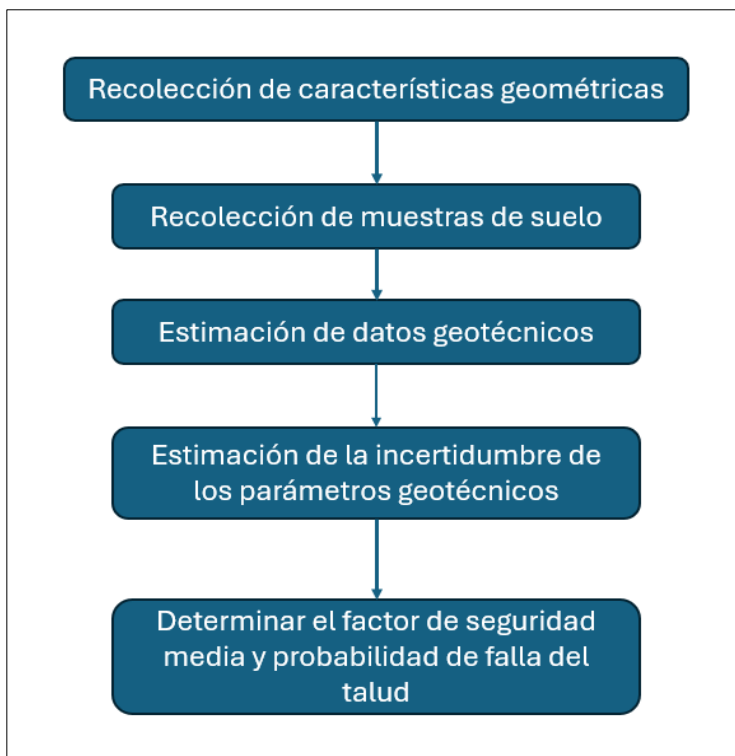 Recolección de características geométricas
Recolección de muestras de suelo
Estimación de datos geotécnicos
Estimación de la incertidumbre de
los parámetros geotécnicos
Determinar el factor de seguridad
media y probabilidad de falla del
talud